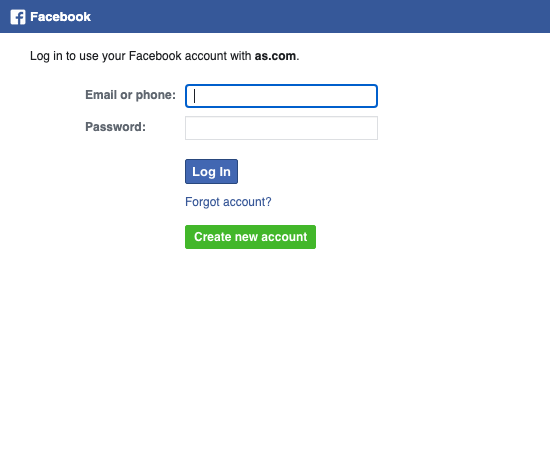 Facebook
Log in to use your Facebook account with as.com.
Email or phone:
Password:
Log In
Forgot account?
Create new account